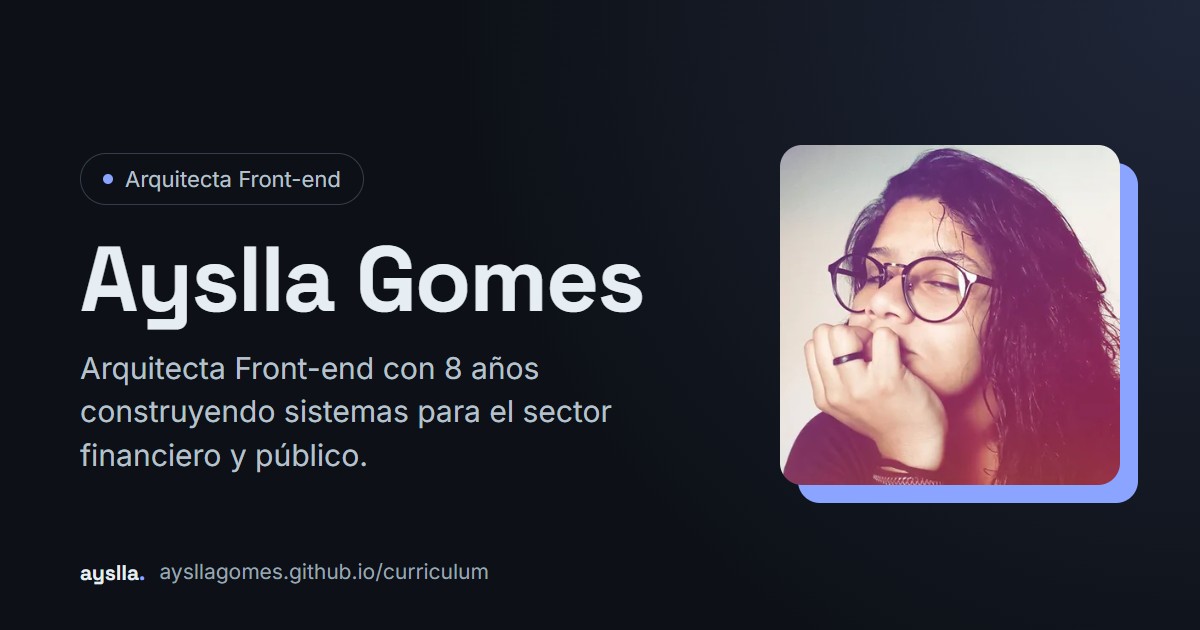 Arquitecta Front-end
Ayslla Gomes
Arquitecta Front-end con 8 años
construyendo sistemas para el sector
financiero y público.
ayslla. aysllagomes.github.io/curriculum